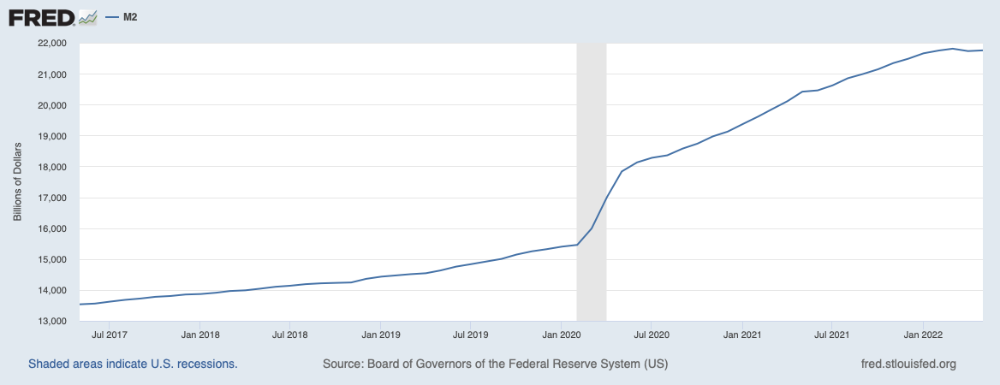 FRED
M2
22,000
21,000
20,000
19,000
18,000
17,000
16,000
15,000
14,000
13,000
Billions of Dollars
Jul 2017 Jan 2018 Jul 2018 Jan 2019 Jul 2019 Jan 2020 Jul 2020 Jan 2021 Jul 2021 Jan 2022
Shaded areas indicate U.S. recessions. Source: Board of Governors of the Federal Reserve System (US) fred.stlouisfed.org